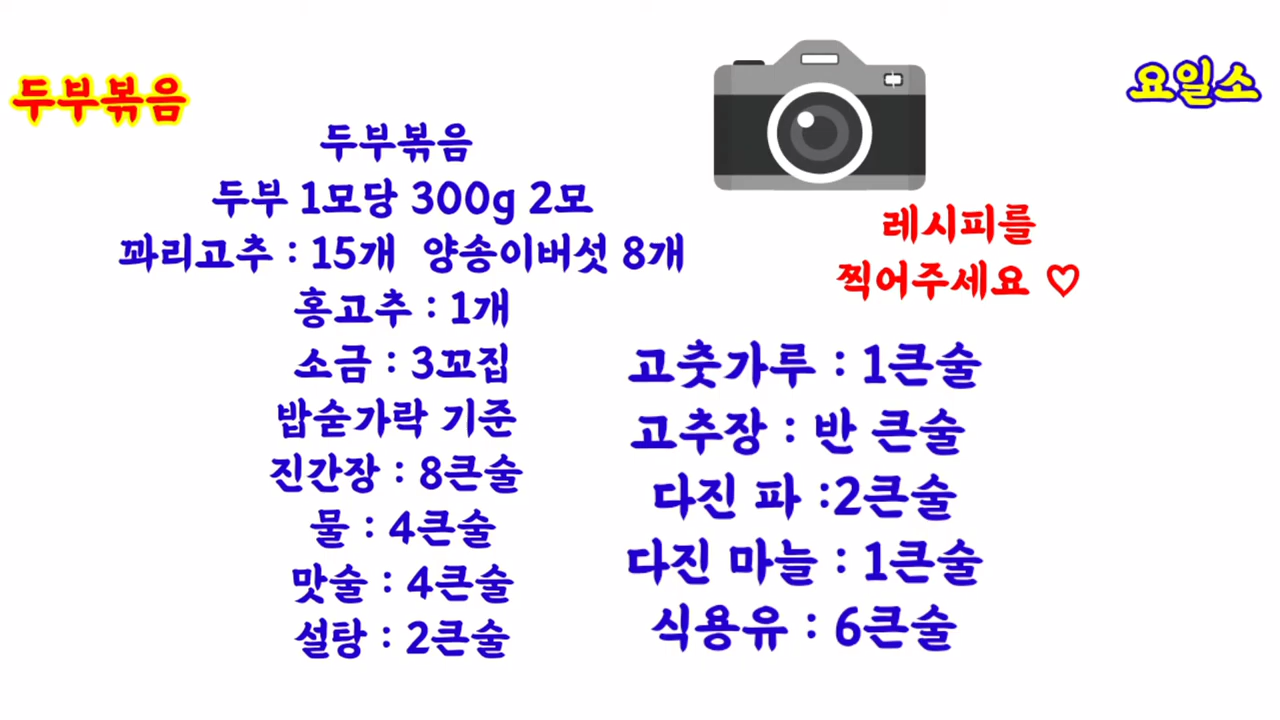 두부볶음
요일소
두부볶음
두부 1모당 300g 2모
꽈리고추 : 15개 양송이버섯 8개
홍고추 : 1개
소금 : 3꼬집
밥숟가락 기준
진간장 : 8큰술
물 : 4큰술
맛술 : 4큰술
설탕 : 2큰술
레시피를
찍어주세요 ♡
고춧가루 : 1큰술
고추장 : 반 큰술
다진 파 :2큰술
다진 마늘 : 1큰술
식용유 : 6큰술